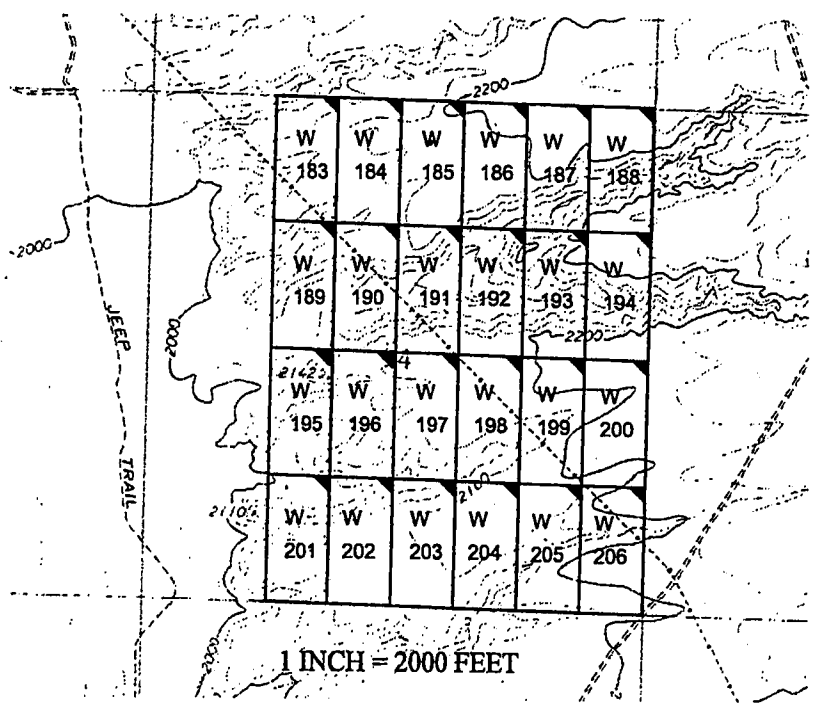 2200
W W W W W W
183 184 185 186 187 188
2000
W W W W W W
189 190 191 192 193 194
JEEP
2000
2200
4
2142
W W W W W W
195 196 197 198 199 200
TRAIL
2100
2110
W W W W W W
201 202 203 204 205 206
2000
1 INCH = 2000 FEET